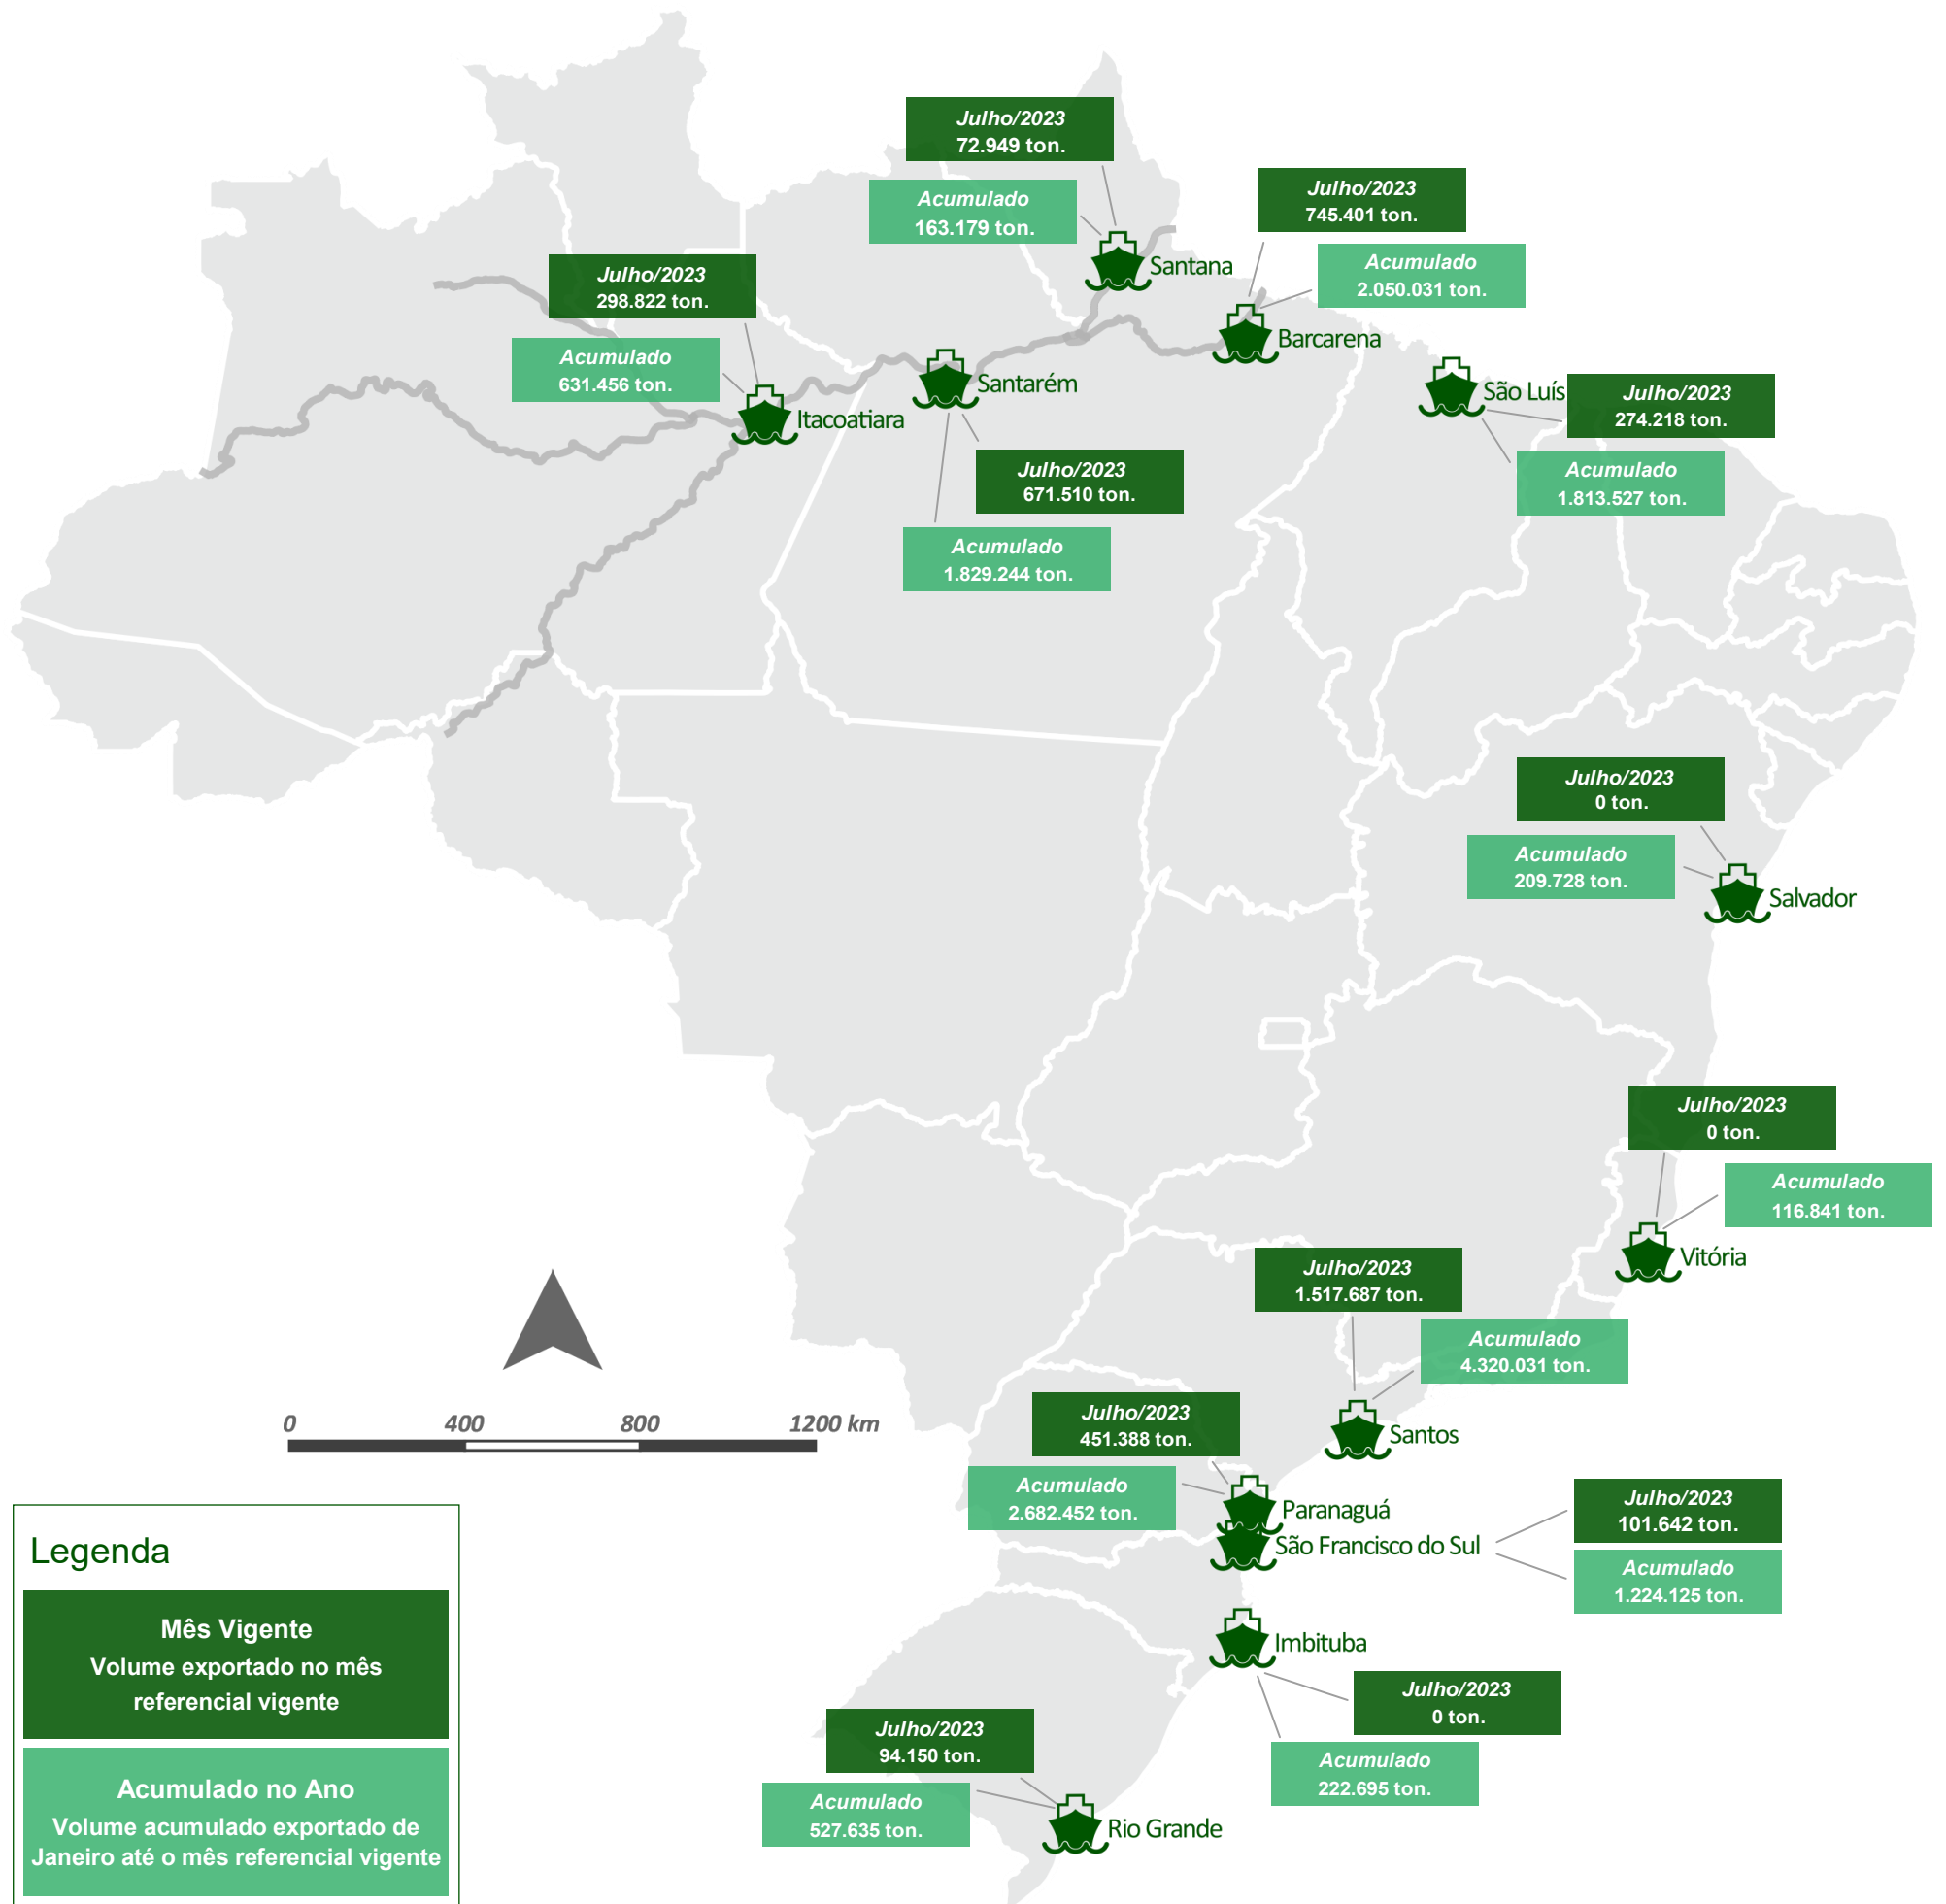 Julho/2023
72.949 ton.
Acumulado
163.179 ton.
Santana
Julho/2023
745.401 ton.
Acumulado
2.050.031 ton.
Barcarena
Julho/2023
298.822 ton.
Acumulado
631.456 ton.
Itacoatiara
Santarém
Julho/2023
671.510 ton.
Acumulado
1.829.244 ton.
São Luís
Julho/2023
274.218 ton.
Acumulado
1.813.527 ton.
Julho/2023
0 ton.
Acumulado
209.728 ton.
Salvador
Julho/2023
0 ton.
Acumulado
116.841 ton.
Vitória
Julho/2023
1.517.687 ton.
Acumulado
4.320.031 ton.
Santos
Julho/2023
451.388 ton.
Acumulado
2.682.452 ton.
Paranaguá
São Francisco do Sul
Julho/2023
101.642 ton.
Acumulado
1.224.125 ton.
Imbituba
Julho/2023
0 ton.
Acumulado
222.695 ton.
Julho/2023
94.150 ton.
Acumulado
527.635 ton.
Rio Grande
0 400 800 1200 km
Legenda
Mês Vigente
Volume exportado no mês
referencial vigente
Acumulado no Ano
Volume acumulado exportado de
Janeiro até o mês referencial vigente